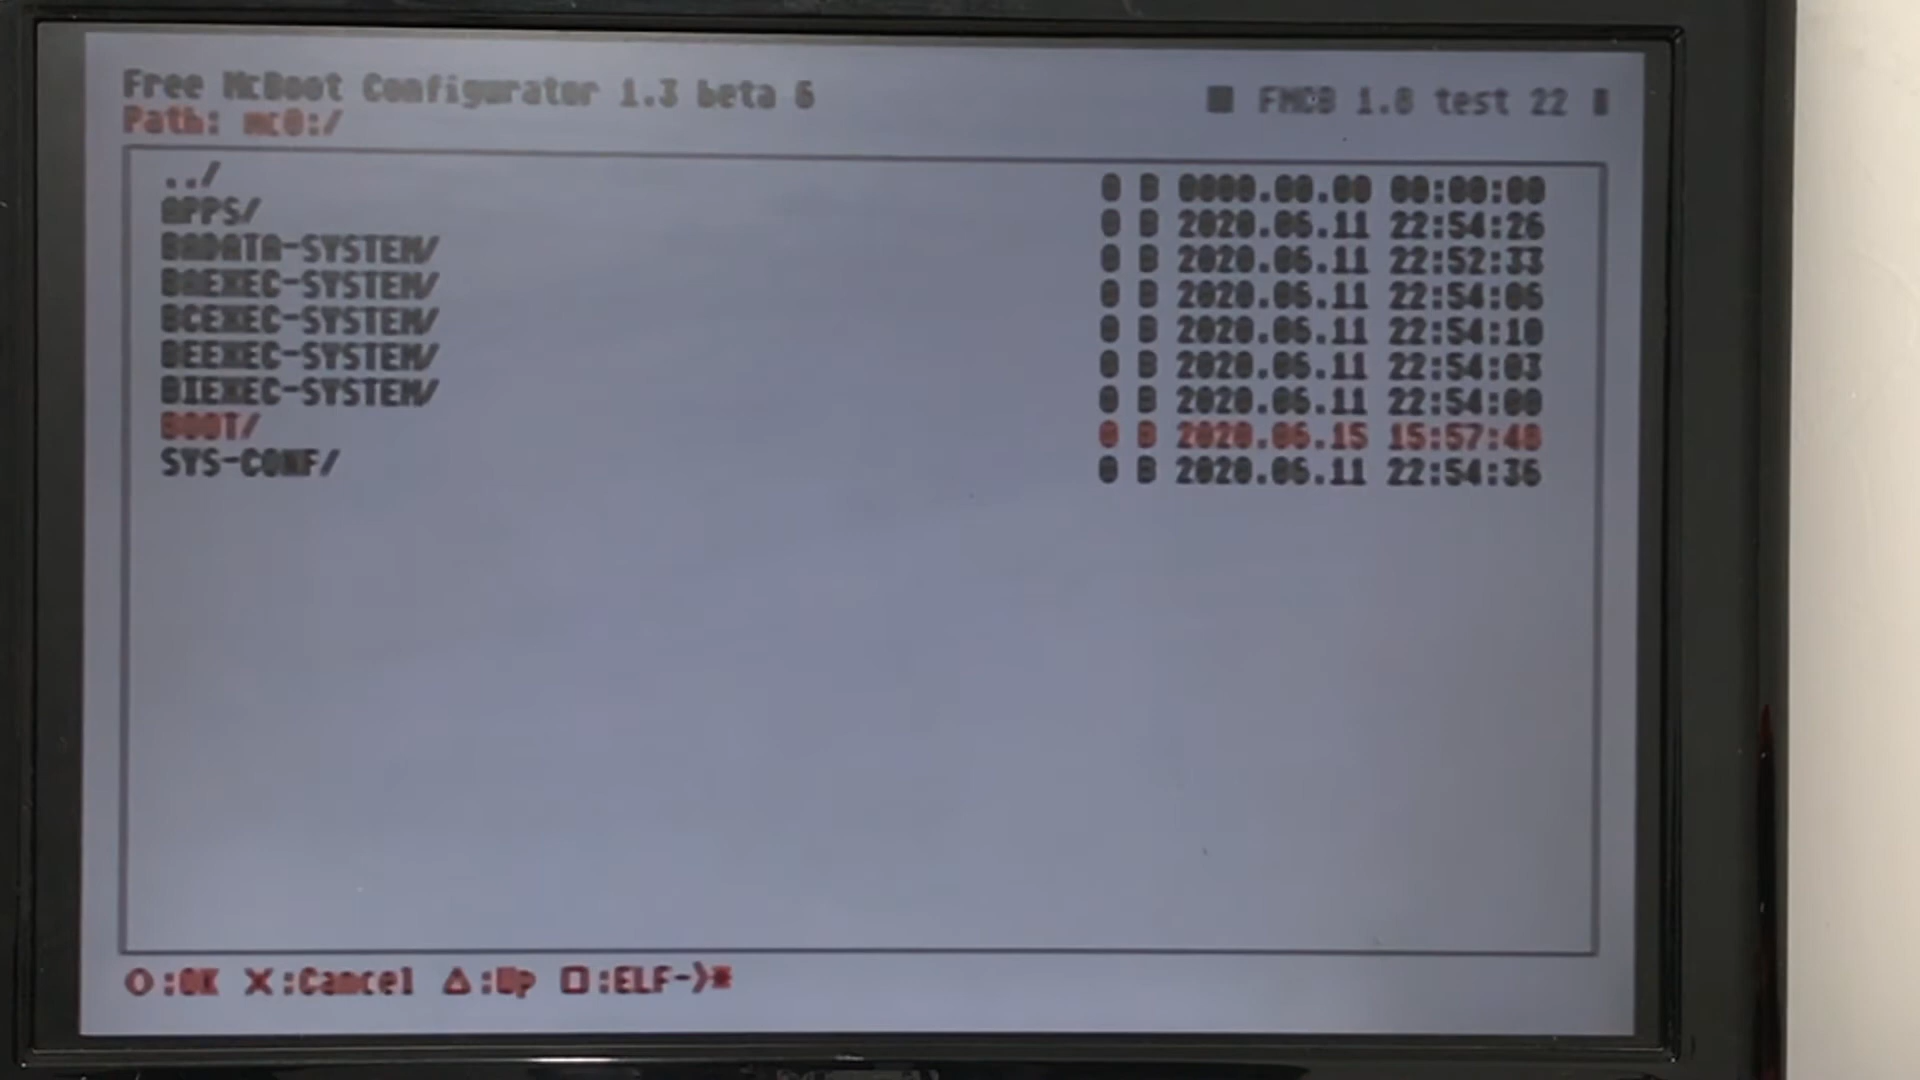 Free McBoot Configurator 1.3 beta 6
FMCB 1.8 test 22
Path: mc0:/
../ 0 B 0000.00.00 00:00:00
APPS/ 0 B 2020.06.11 22:54:26
BADATA-SYSTEM/ 0 B 2020.06.11 22:52:33
BAEXEC-SYSTEM/ 0 B 2020.06.11 22:54:06
BCEXEC-SYSTEM/ 0 B 2020.06.11 22:54:10
BEEXEC-SYSTEM/ 0 B 2020.06.11 22:54:03
BIEXEC-SYSTEM/ 0 B 2020.06.11 22:54:00
BOOT/ 0 B 2020.06.15 15:57:48
SYS-CONF/ 0 B 2020.06.11 22:54:36
O:OK X:Cancel △:Up □:ELF->*